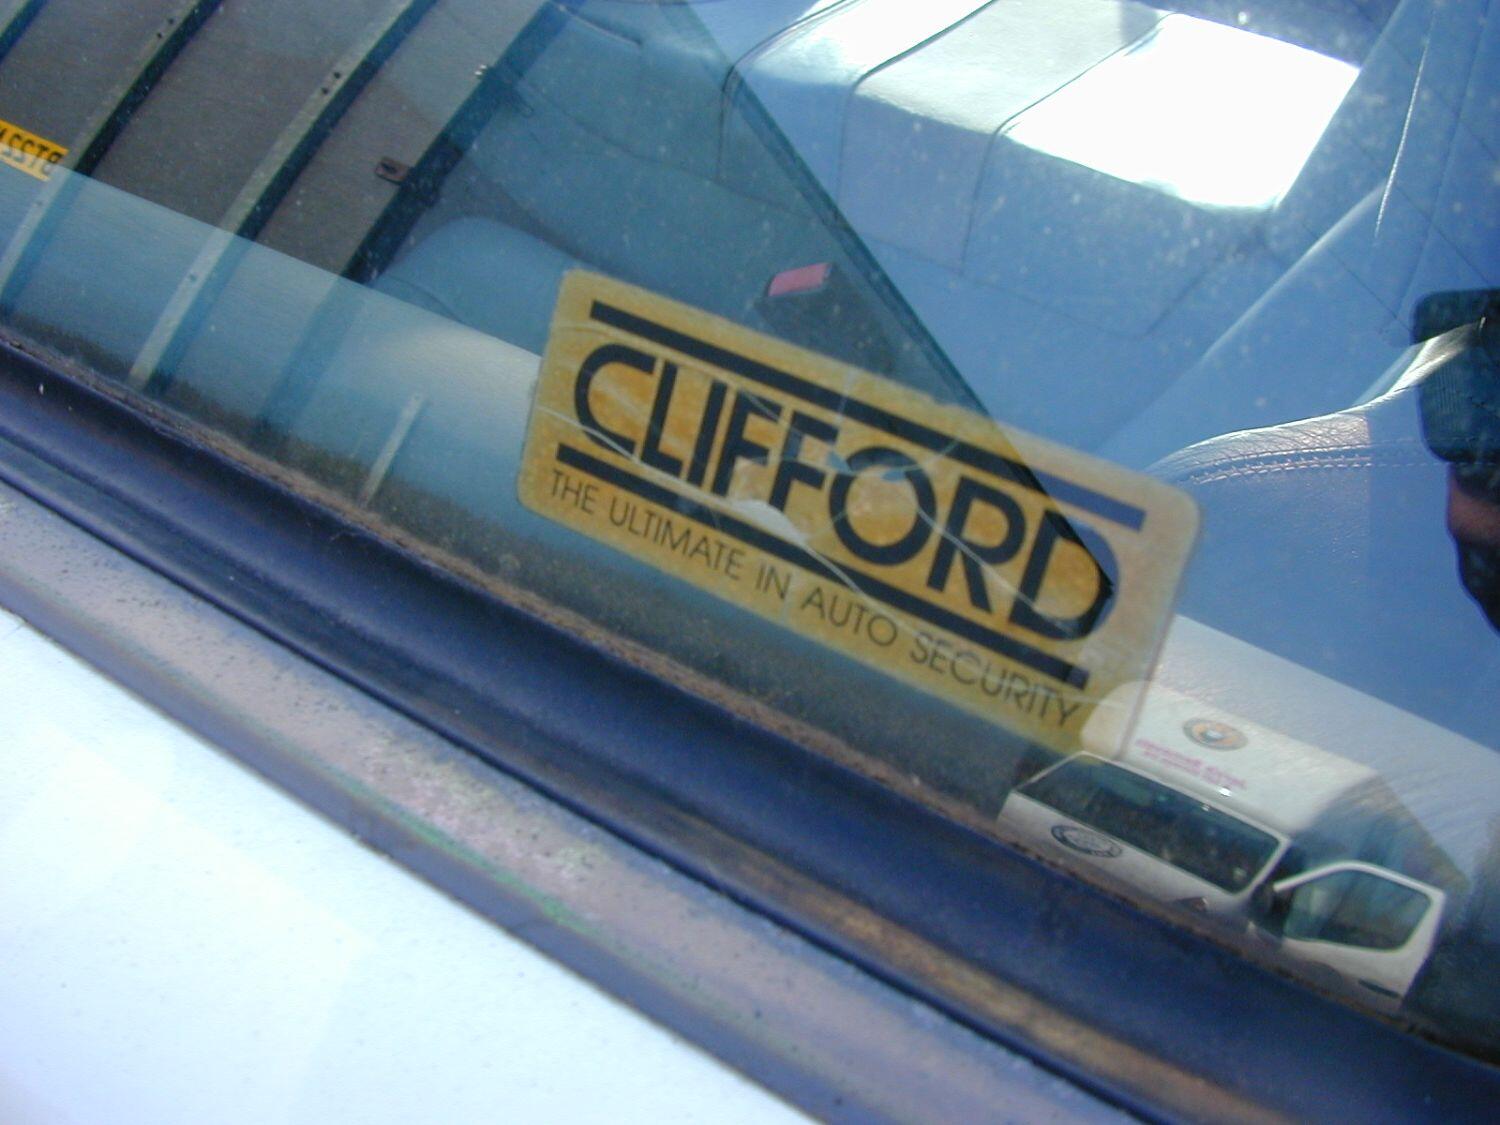 CLIFFORD
THE ULTIMATE IN AUTO SECURITY